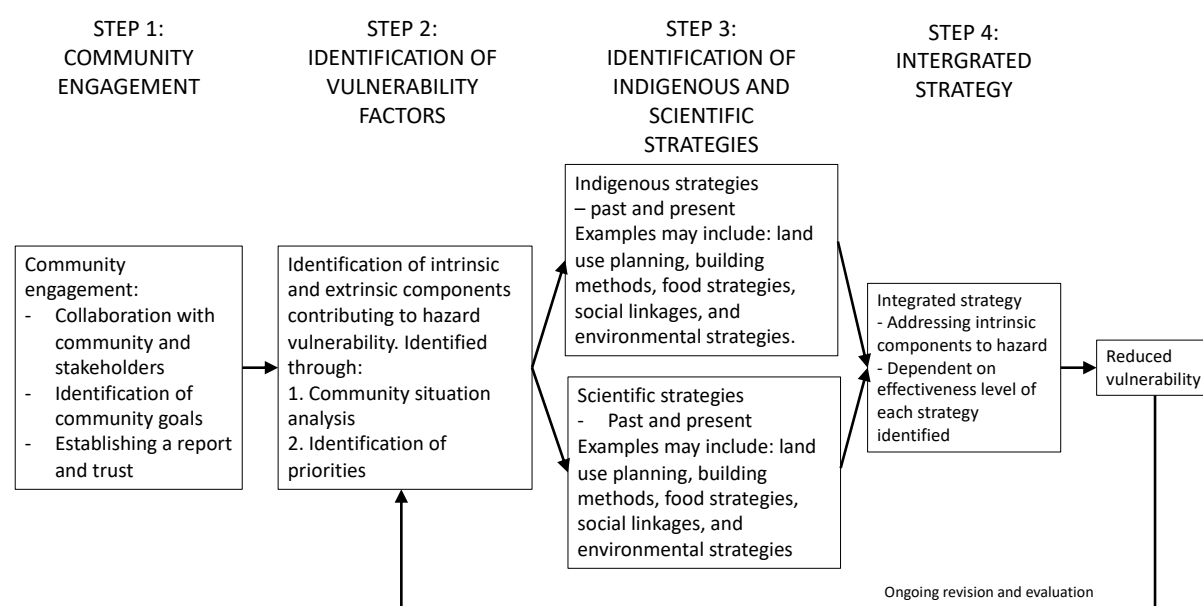 STEP 1:
COMMUNITY
ENGAGEMENT
STEP 2:
IDENTIFICATION OF
VULNERABILITY
FACTORS
STEP 3:
IDENTIFICATION OF
INDIGENOUS AND
SCIENTIFIC
STRATEGIES
STEP 4:
INTERGRATED
STRATEGY
Community
engagement:
- Collaboration with
community and
stakeholders
- Identification of
community goals
- Establishing a report
and trust
Identification of intrinsic
and extrinsic components
contributing to hazard
vulnerability. Identified
through:
1. Community situation
analysis
2. Identification of
priorities
Indigenous strategies
– past and present
Examples may include: land
use planning, building
methods, food strategies,
social linkages, and
environmental strategies.
Scientific strategies
- Past and present
Examples may include: land
use planning, building
methods, food strategies,
social linkages, and
environmental strategies
Integrated strategy
- Addressing intrinsic
components to hazard
- Dependent on
effectiveness level of
each strategy
identified
Reduced
vulnerability
Ongoing revision and evaluation